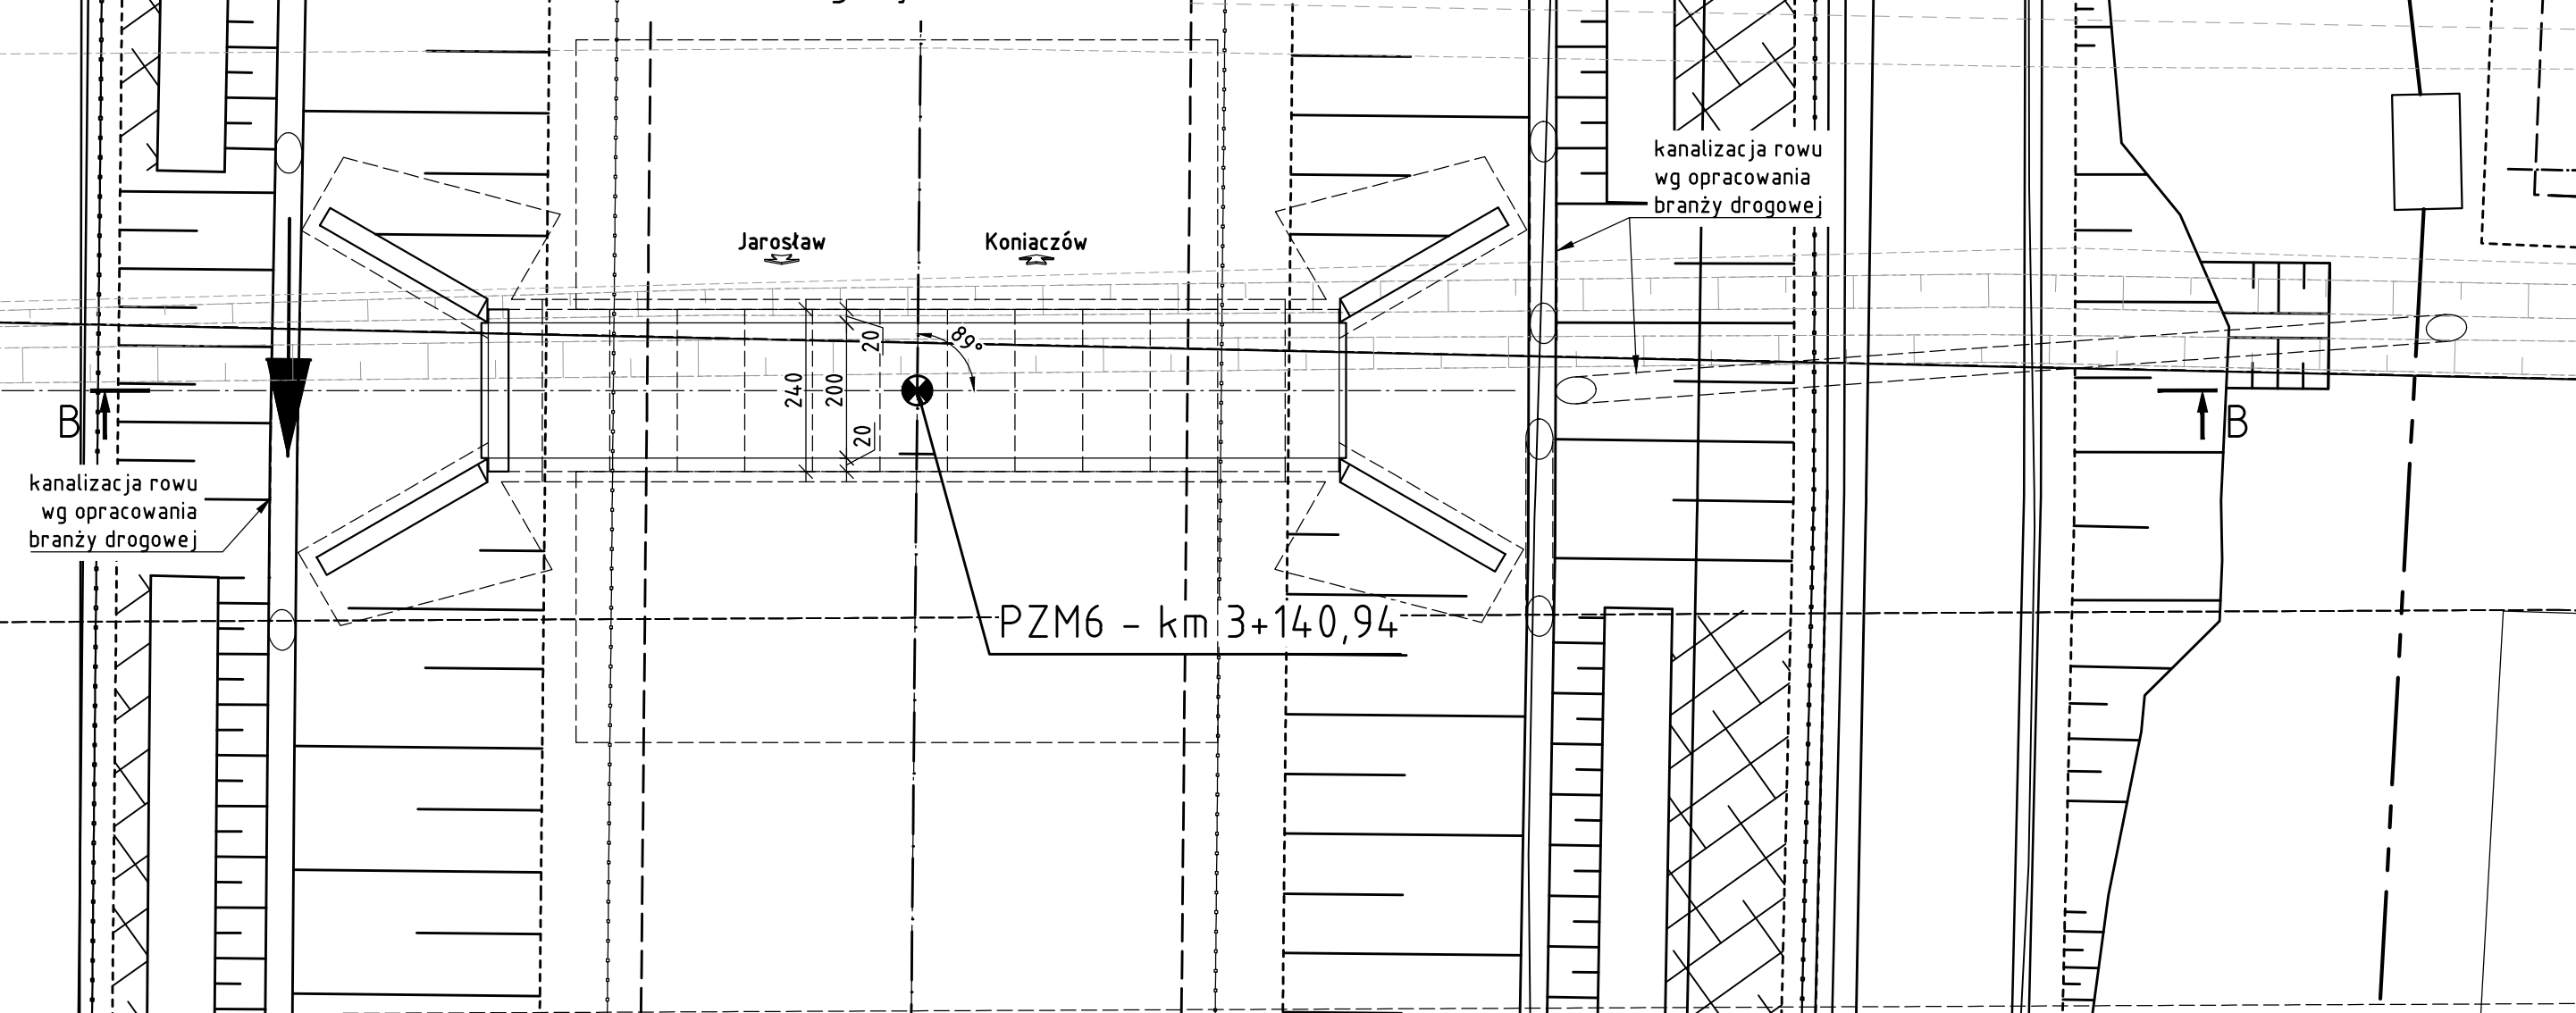 kanalizacja rowu
wg opracowania
branży drogowej
Jarosław
Koniaczów
89°
20
240
200
20
B
B
kanalizacja rowu
wg opracowania
branży drogowej
PZM6 - km 3+140,94